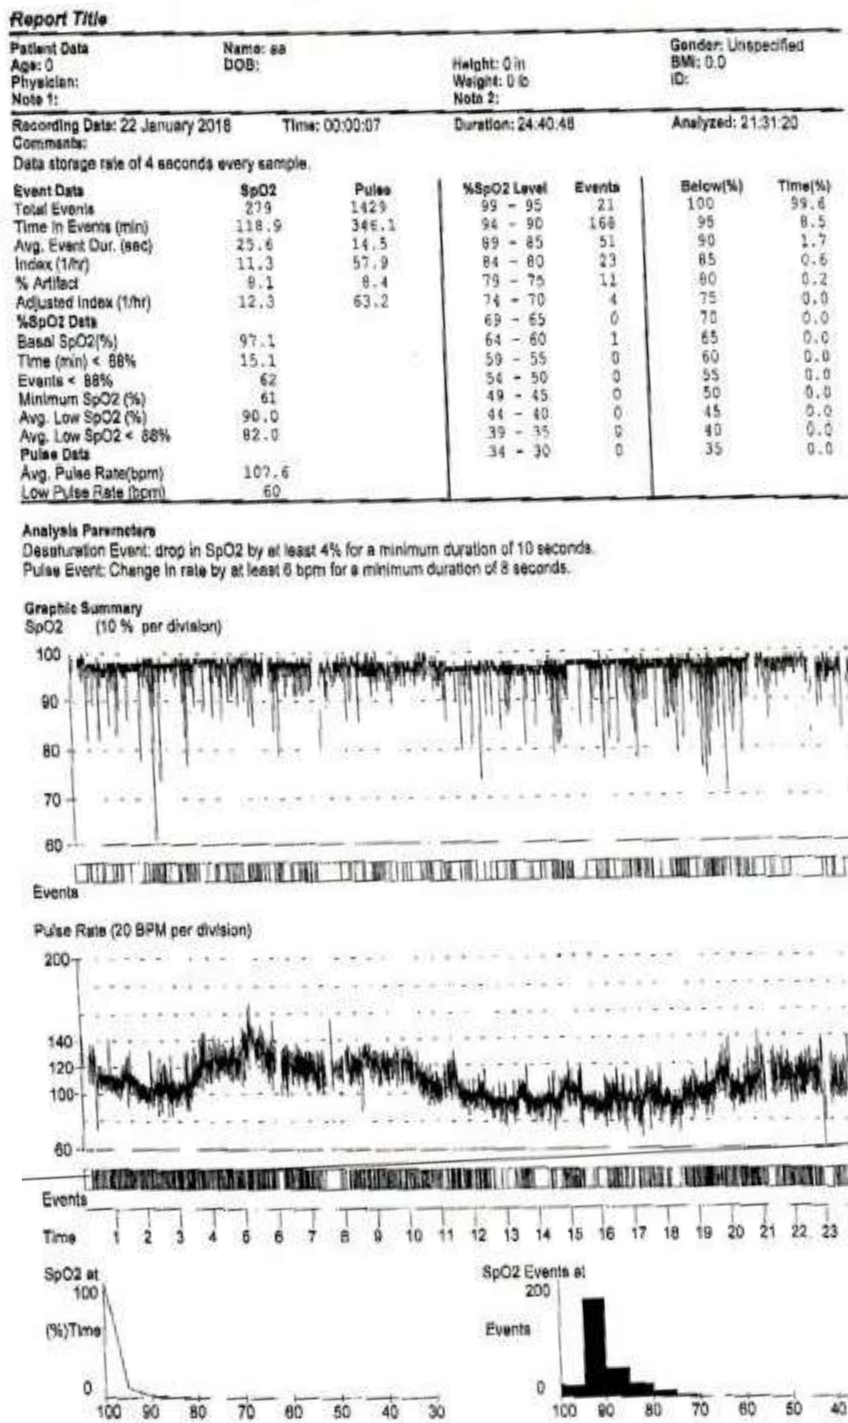 Report Title
Patient Data Name: aa Gender: Unspecified
Age: 0 DOB: Height: 0 in BMI: 0.0
Physician: Weight: 0 lb ID:
Note 1: Note 2:
Recording Date: 22 January 2018 Time: 00:00:07 Duration: 24:40:48 Analyzed: 21:31:20
Comments:
Data storage rate of 4 seconds every sample.
Event Data SpO2 Pulse %SpO2 Level Events Below(%) Time(%)
Total Events 279 1429 99 - 95 21 100 99.6
Time in Events (min) 118.9 346.1 94 - 90 168 95 8.5
Avg. Event Dur. (sec) 25.6 14.5 89 - 85 51 90 1.7
Index (1/hr) 11.3 57.9 84 - 80 23 85 0.6
% Artifact 8.1 8.4 79 - 75 11 80 0.2
Adjusted Index (1/hr) 12.3 63.2 74 - 70 4 75 0.0
%SpO2 Data 69 - 65 0 70 0.0
Basal SpO2(%) 97.1 64 - 60 1 65 0.0
Time (min) < 88% 15.1 59 - 55 0 60 0.0
Events < 88% 62 54 - 50 0 55 0.0
Minimum SpO2 (%) 61 49 - 45 0 50 0.0
Avg. Low SpO2 (%) 90.0 44 - 40 0 45 0.0
Avg. Low SpO2 < 88% 82.0 39 - 35 0 40 0.0
Pulse Data 34 - 30 0 35 0.0
Avg. Pulse Rate(bpm) 107.6
Low Pulse Rate (bpm) 60
Analysis Parameters
Desaturation Event: drop in SpO2 by at least 4% for a minimum duration of 10 seconds.
Pulse Event: Change in rate by at least 6 bpm for a minimum duration of 8 seconds.
Graphic Summary
SpO2 (10 % per division)
100
90
80
70
60
Events
Pulse Rate (20 BPM per division)
200
140
120
100
60
Events
Time 1 2 3 4 5 6 7 8 9 10 11 12 13 14 15 16 17 18 19 20 21 22 23
SpO2 at SpO2 Events at
100 200
(%)Time Events
0 0
100 90 80 70 60 50 40 30 100 90 80 70 60 50 40